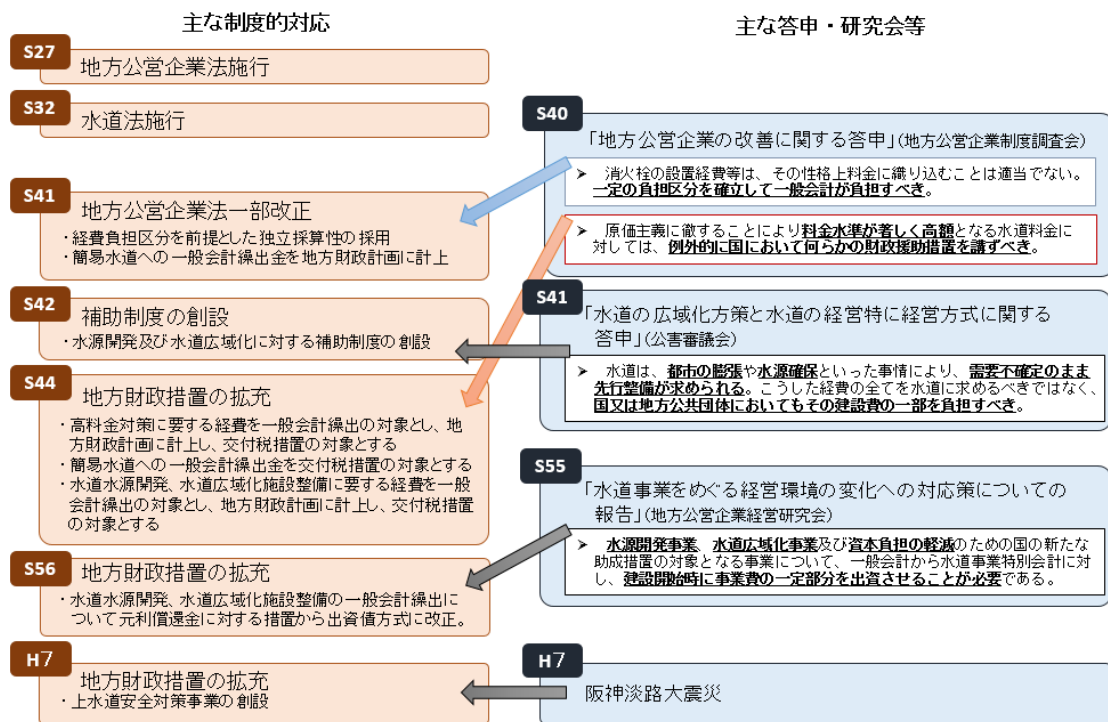 主な制度的対応
S27
地方公営企業法施行
S32
水道法施行
S41
地方公営企業法一部改正
・経費負担区分を前提とした独立採算性の採用
・簡易水道への一般会計繰出金を地方財政計画に計上
S42
補助制度の創設
・水源開発及び水道広域化に対する補助制度の創設
S44
地方財政措置の拡充
・高料金対策に要する経費を一般会計繰出の対象とし、地
方財政計画に計上し、交付税措置の対象とする
・簡易水道への一般会計繰出金を交付税措置の対象とする
・水道水源開発、水道広域化施設整備に要する経費を一般
会計繰出の対象とし、地方財政計画に計上し、交付税措置
の対象とする
S56
地方財政措置の拡充
・水道水源開発、水道広域化施設整備の一般会計繰出に
ついて元利償還金に対する措置から出資債方式に改正。
H7
地方財政措置の拡充
・上水道安全対策事業の創設
主な答申・研究会等
S40
「地方公営企業の改善に関する答申」(地方公営企業制度調査会)
➤ 消火栓の設置経費等は、その性格上料金に織り込むことは適当でない。
一定の負担区分を確立して一般会計が負担すべき。
➤ 原価主義に徹することにより料金水準が著しく高額となる水道料金に
対しては、例外的に国において何らかの財政援助措置を講ずべき。
S41
「水道の広域化方策と水道の経営特に経営方式に関する
答申」(公害審議会)
➤ 水道は、都市の膨張や水源確保といった事情により、需要不確定のまま
先行整備が求められる。こうした経費の全てを水道に求めるべきではなく、
国又は地方公共団体においてもその建設費の一部を負担すべき。
S55
「水道事業をめぐる経営環境の変化への対応策についての
報告」(地方公営企業経営研究会)
➤ 水源開発事業、水道広域化事業及び資本負担の軽減のための国の新たな
助成措置の対象となる事業について、一般会計から水道事業特別会計に対
し、建設開始時に事業費の一定部分を出資させることが必要である。
H7
阪神淡路大震災